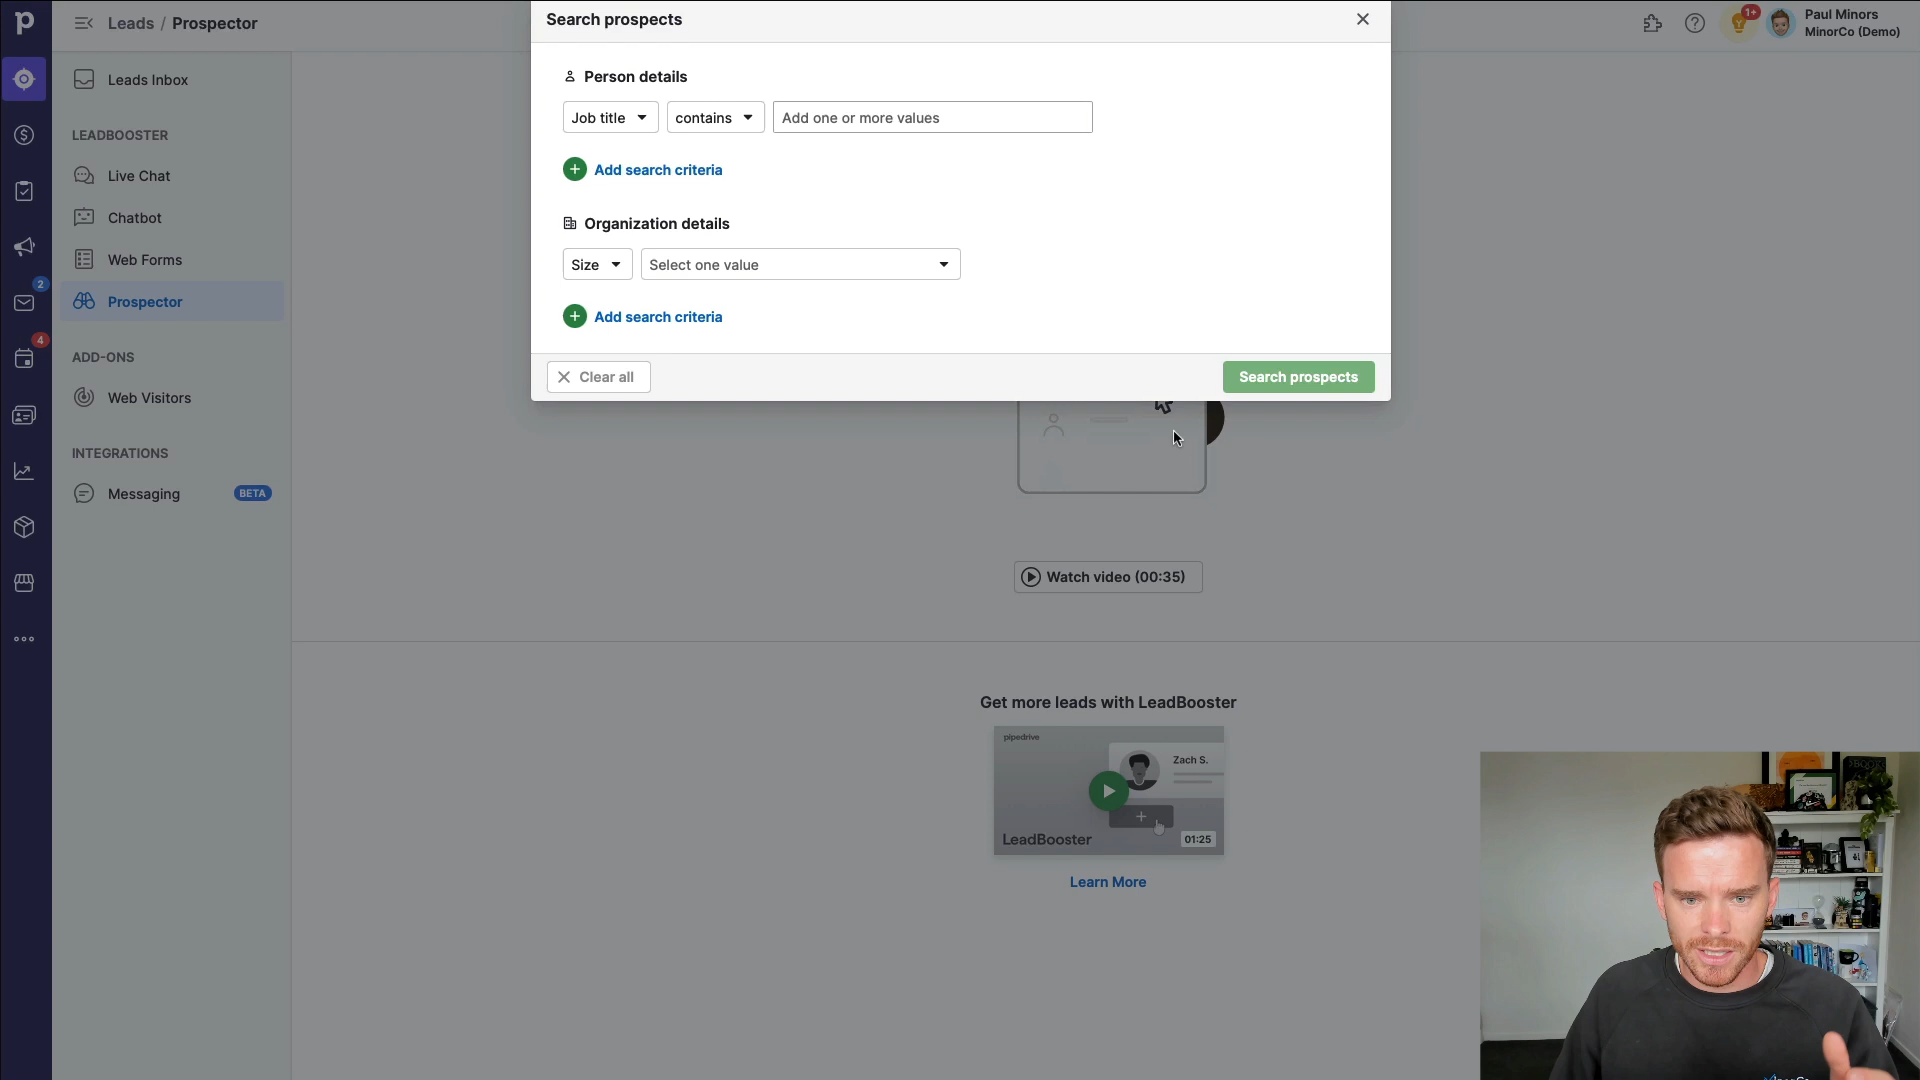 Leads / Prospector
Paul Minors
MinorCo (Demo)
1+
Leads Inbox
LEADBOOSTER
Live Chat
Chatbot
Web Forms
Prospector
ADD-ONS
Web Visitors
INTEGRATIONS
Messaging BETA
2
4
Search prospects
Person details
Job title contains Add one or more values
Add search criteria
Organization details
Size Select one value
Add search criteria
Clear all Search prospects
Watch video (00:35)
Get more leads with LeadBooster
pipedrive
Zach S.
LeadBooster
01:25
Learn More